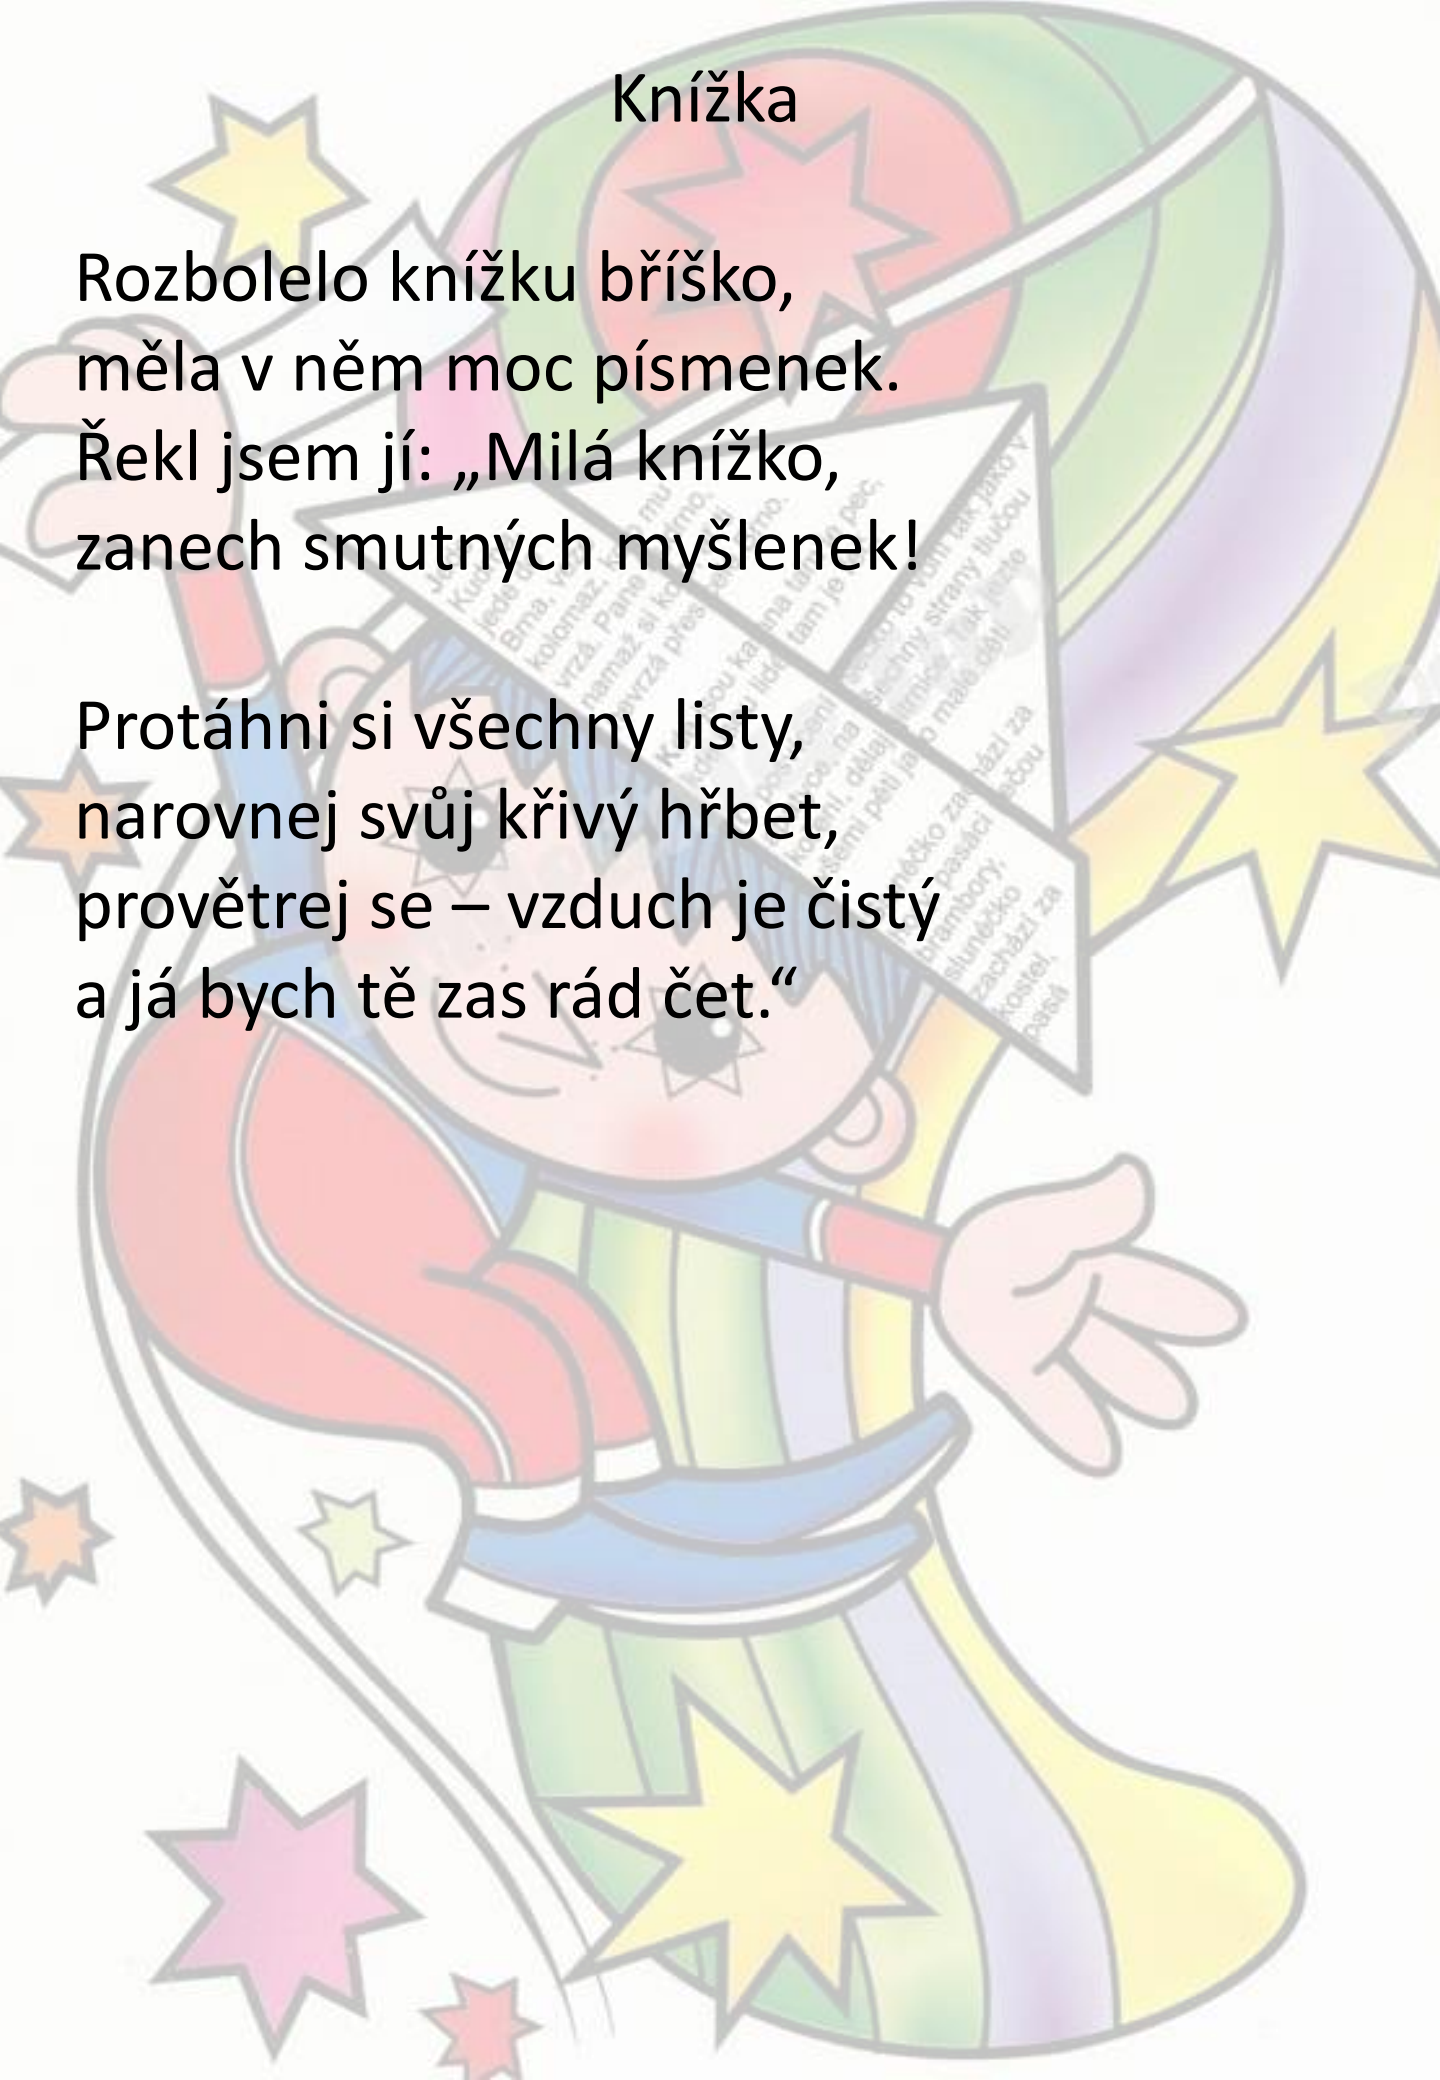 Knížka
Rozbolelo knížku bříško,
měla v něm moc písmenek.
Řekl jsem jí: „Milá knížko,
zanech smutných myšlenek!
Protáhni si všechny listy,
narovnej svůj křivý hřbet,
provětrej se – vzduch je čistý
a já bych tě zas rád čet.“